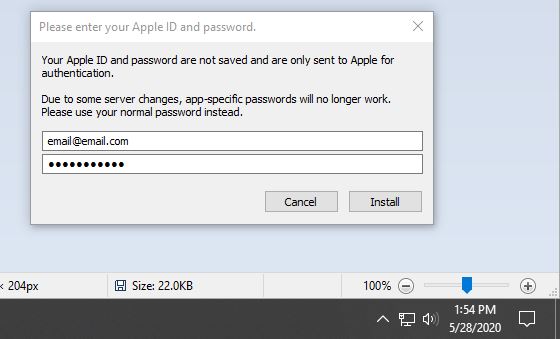 Please enter your Apple ID and password.
Your Apple ID and password are not saved and are only sent to Apple for
authentication.
Due to some server changes, app-specific passwords will no longer work.
Please use your normal password instead.
email@email.com
●●●●●●●●●●●
Cancel Install
× 204px Size: 22.0KB 100%
1:54 PM
5/28/2020